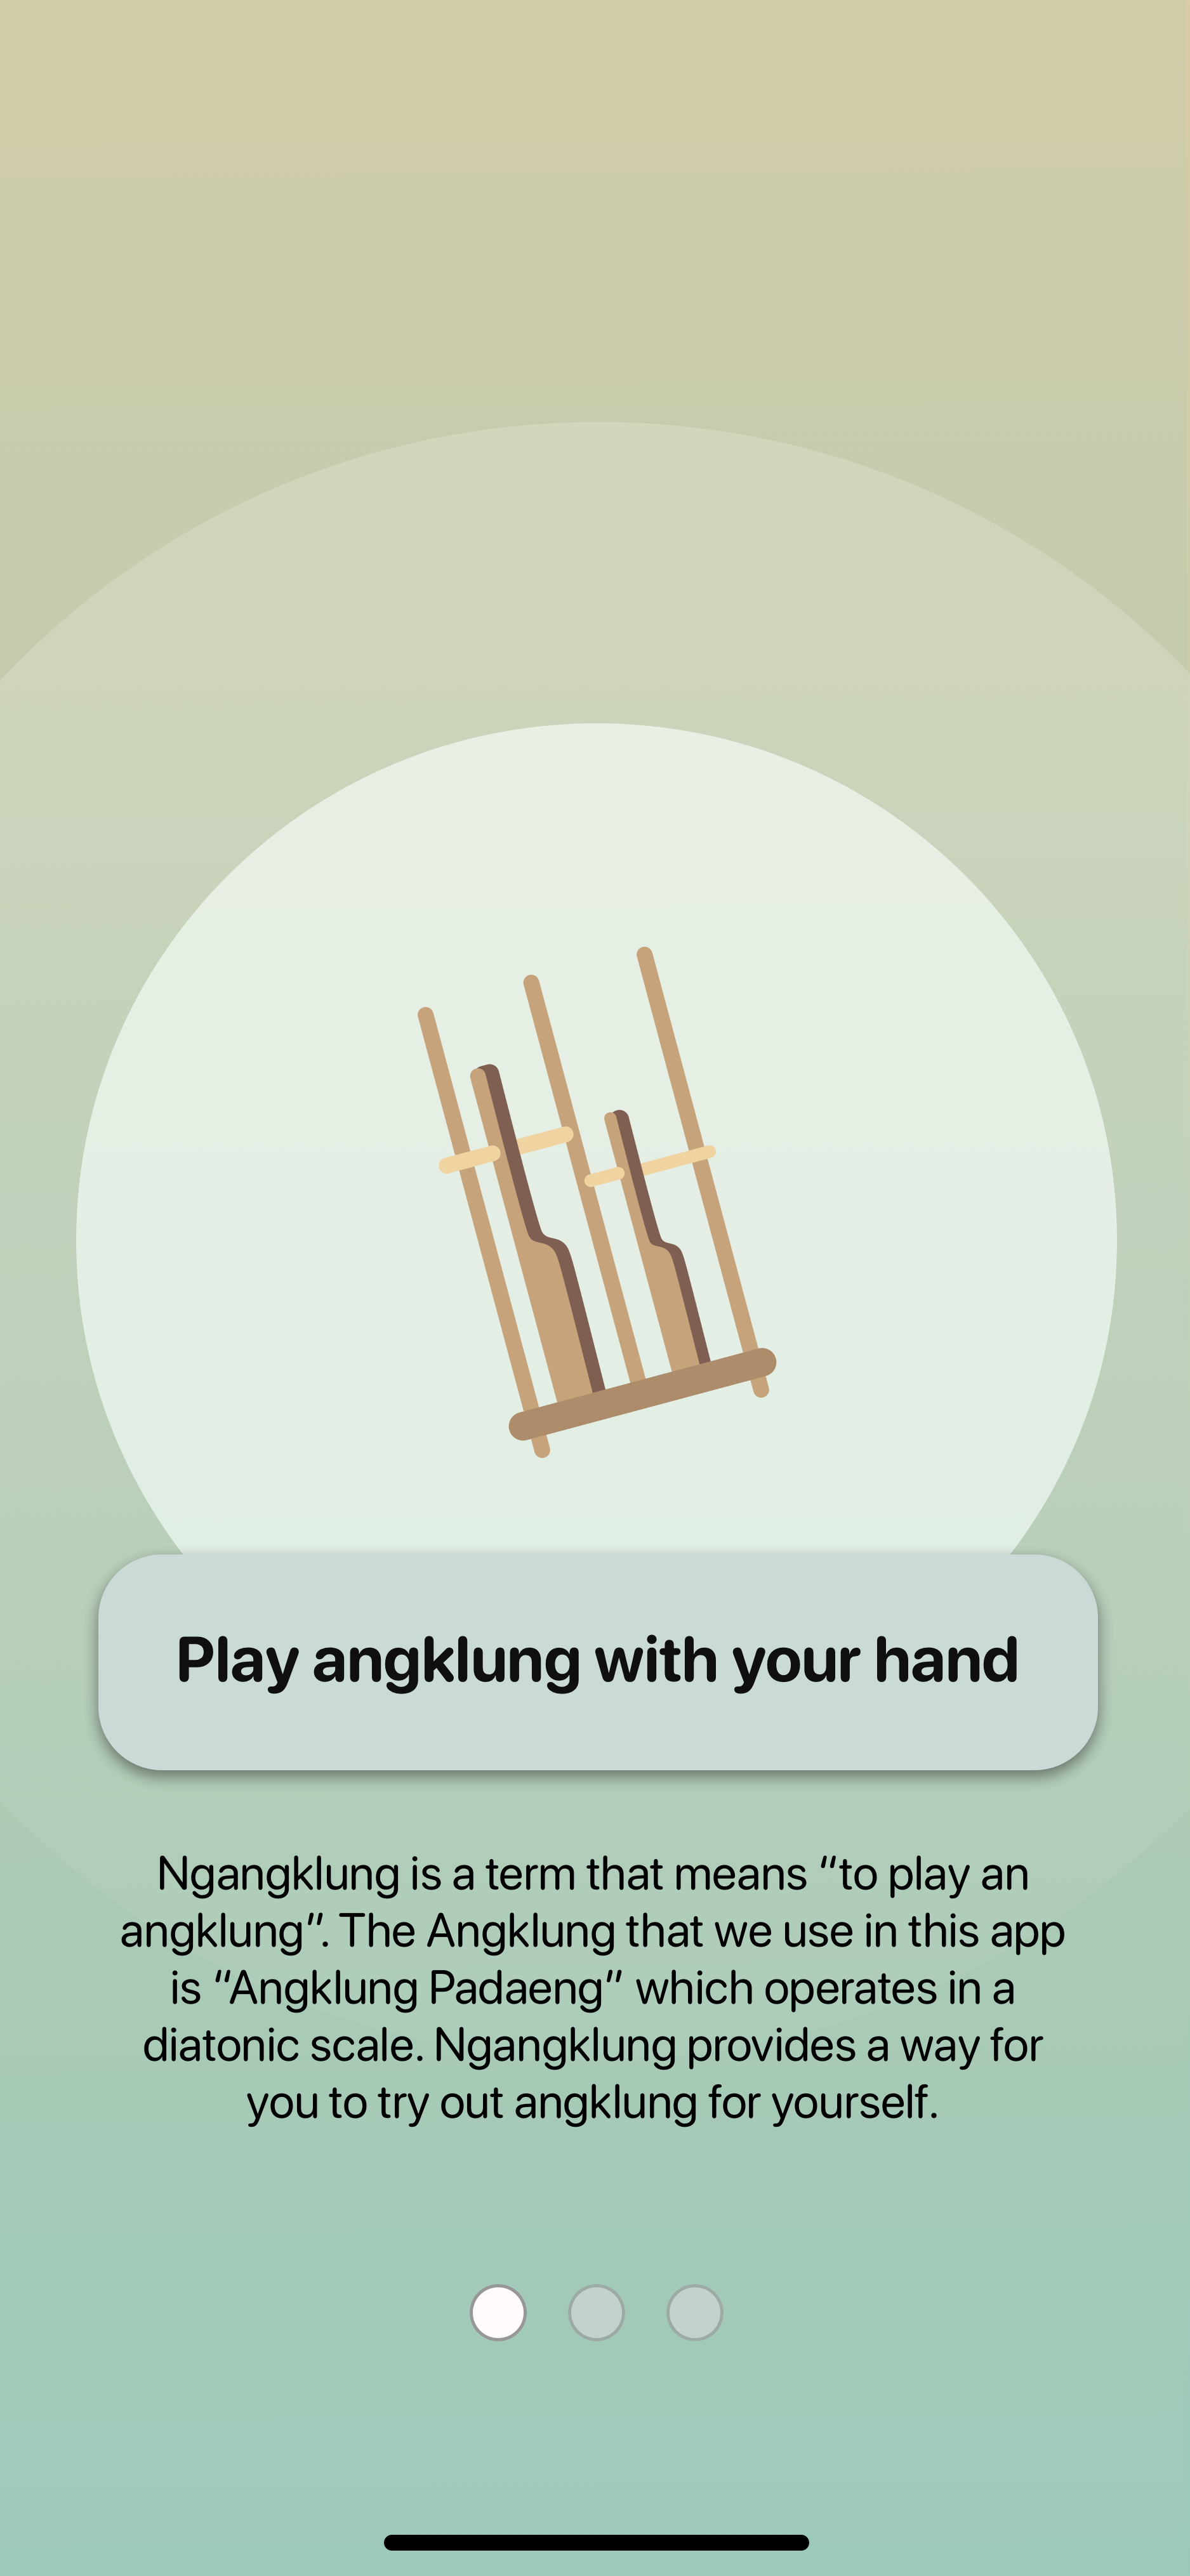 Play angklung with your hand
Ngangklung is a term that means “to play an
angklung”. The Angklung that we use in this app
is “Angklung Padaeng” which operates in a
diatonic scale. Ngangklung provides a way for
you to try out angklung for yourself.